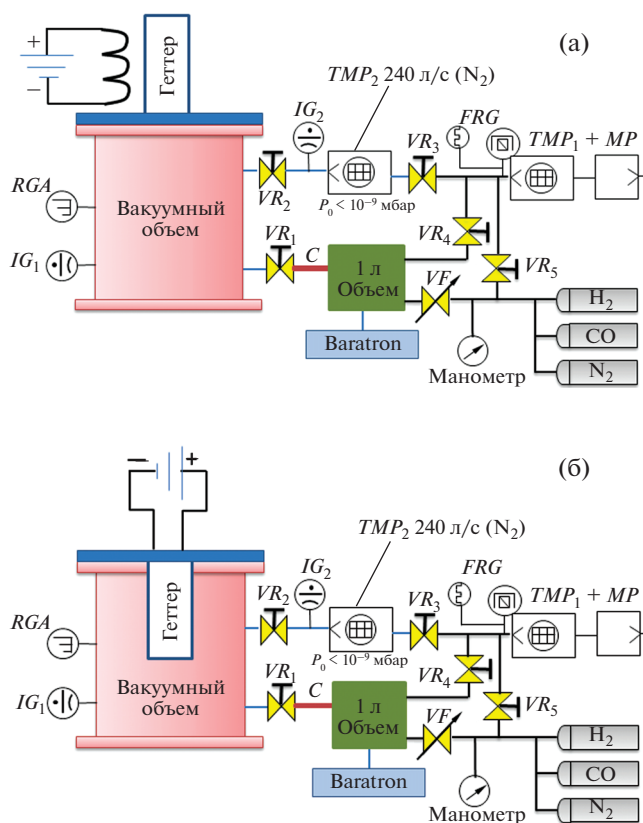 (а)
+
−
Геттер
TMP₂ 240 л/с (N₂)
IG₂
FRG
VR₃
TMP₁ + MP
RGA
VR₂
P₀ < 10⁻⁹ мбар
Вакуумный
объем
VR₁
C
VR₄
IG₁
1 л
Объем
VF
VR₅
H₂
Baratron
CO
Манометр
N₂
(б)
−
+
TMP₂ 240 л/с (N₂)
IG₂
FRG
VR₂
VR₃
TMP₁ + MP
Геттер
RGA
P₀ < 10⁻⁹ мбар
VR₁
C
VR₄
IG₁
Вакуумный
объем
1 л
Объем
VF
VR₅
H₂
Baratron
CO
Манометр
N₂